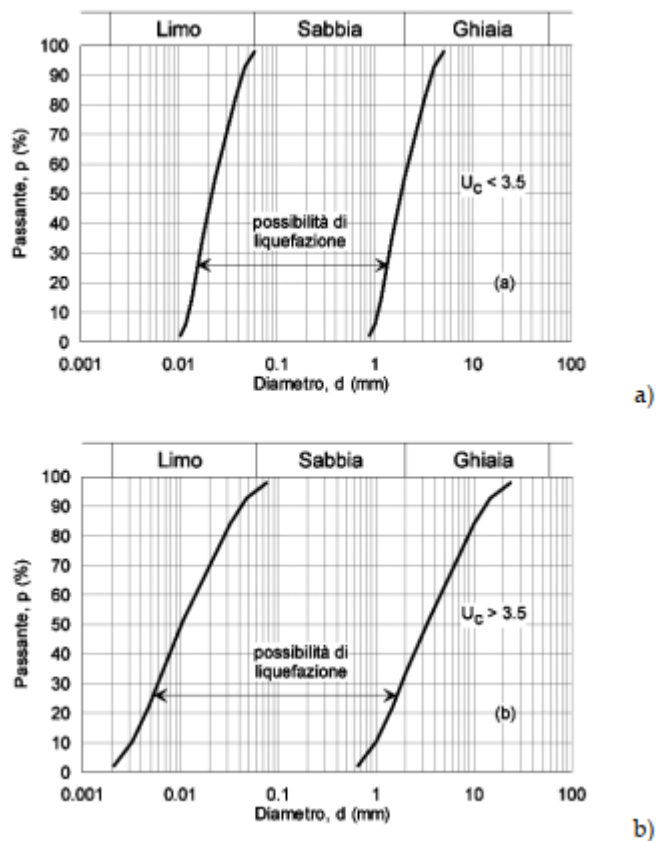 Limo Sabbia Ghiaia
100
90
80
70
60
50
40
30
20
10
0
Passante, p (%)
U_C < 3.5
possibilità di
liquefazione
(a)
0.001 0.01 0.1 1 10 100
Diametro, d (mm)
a)
Limo Sabbia Ghiaia
100
90
80
70
60
50
40
30
20
10
0
Passante, p (%)
U_C > 3.5
possibilità di
liquefazione
(b)
0.001 0.01 0.1 1 10 100
Diametro, d (mm)
b)